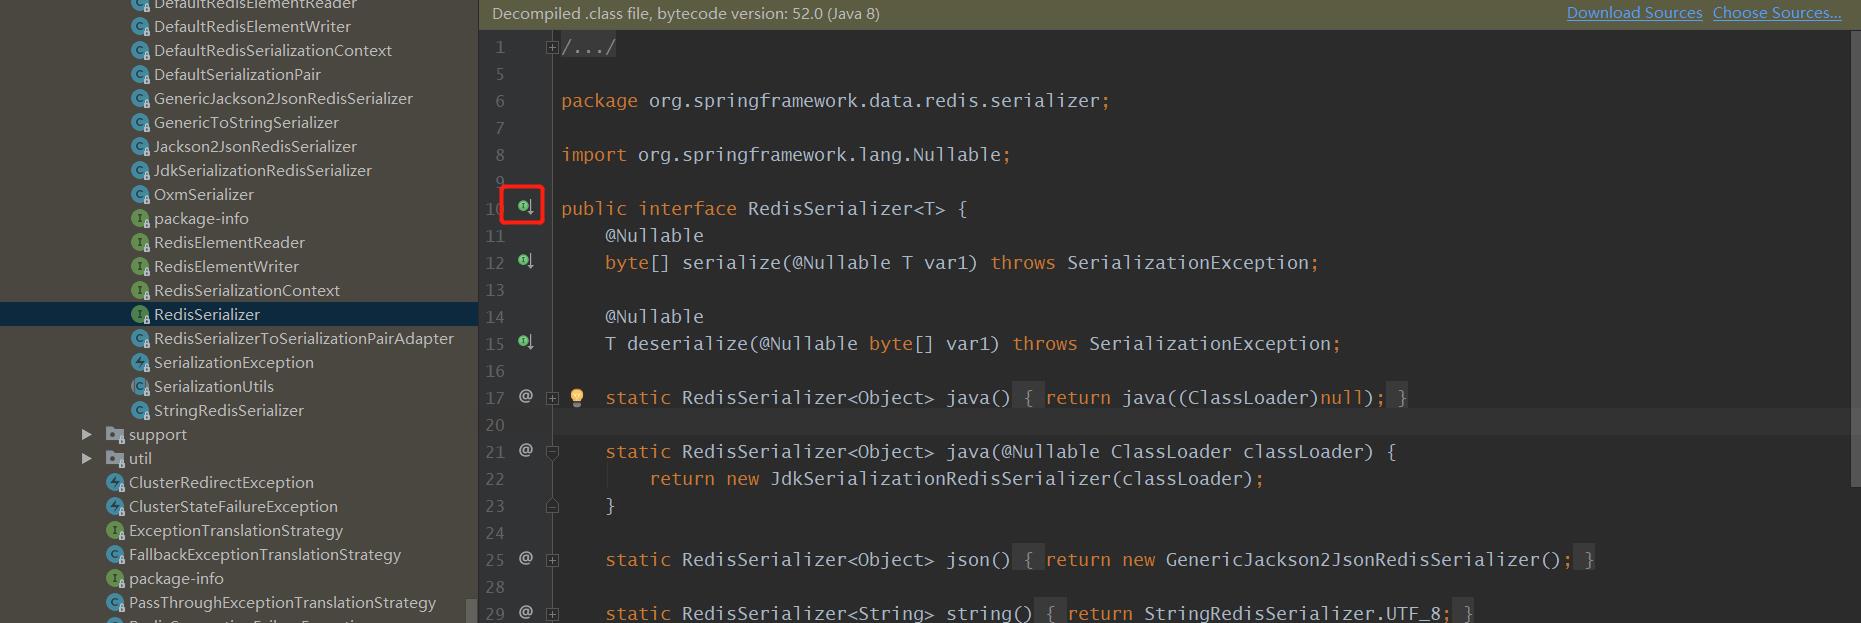 DefaultRedisElementReader
DefaultRedisElementWriter
DefaultRedisSerializationContext
DefaultSerializationPair
GenericJackson2JsonRedisSerializer
GenericToStringSerializer
Jackson2JsonRedisSerializer
JdkSerializationRedisSerializer
OxmSerializer
package-info
RedisElementReader
RedisElementWriter
RedisSerializationContext
RedisSerializer
RedisSerializerToSerializationPairAdapter
SerializationException
SerializationUtils
StringRedisSerializer
support
util
ClusterRedirectException
ClusterStateFailureException
ExceptionTranslationStrategy
FallbackExceptionTranslationStrategy
package-info
PassThroughExceptionTranslationStrategy
Decompiled .class file, bytecode version: 52.0 (Java 8) Download Sources Choose Sources...
1 /.../
5
6 package org.springframework.data.redis.serializer;
7
8 import org.springframework.lang.Nullable;
9
10 public interface RedisSerializer<T> {
11 @Nullable
12 byte[] serialize(@Nullable T var1) throws SerializationException;
13
14 @Nullable
15 T deserialize(@Nullable byte[] var1) throws SerializationException;
16
17 @ static RedisSerializer<Object> java() { return java((ClassLoader)null); }
20
21 @ static RedisSerializer<Object> java(@Nullable ClassLoader classLoader) {
22 return new JdkSerializationRedisSerializer(classLoader);
23 }
24
25 @ static RedisSerializer<Object> json() { return new GenericJackson2JsonRedisSerializer(); }
28
29 @ static RedisSerializer<String> string() { return StringRedisSerializer.UTF_8; }